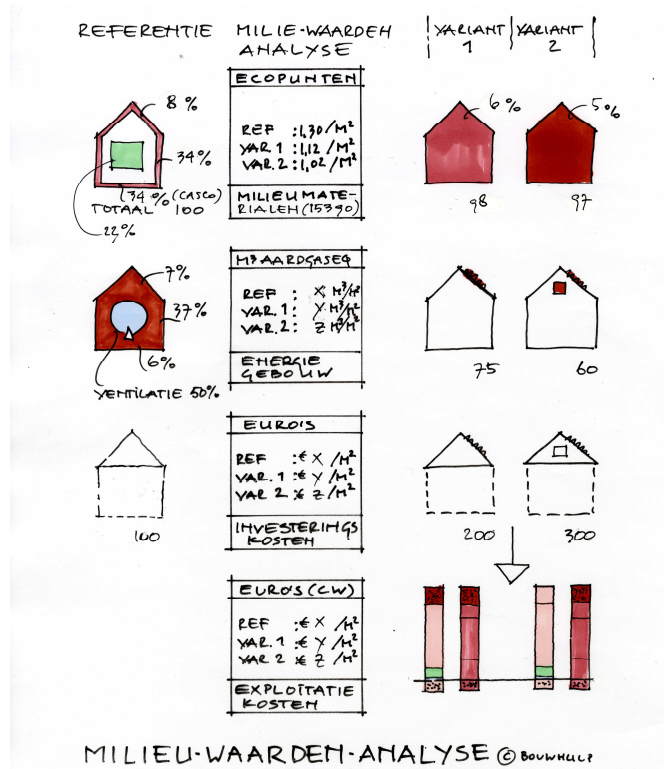 REFERENTIE
MILIEU-WAARDEN
ANALYSE
VARIANT
1
VARIANT
2
ECOPUNTEN
8 %
34%
34% (CASCO)
TOTAAL 100
22%
REF : 1,30/M²
VAR. 1 : 1,12 /M²
VAR. 2 : 1,02/M²
MILIEUMATE-
RIALEN (15390)
6 %
98
5%
97
M³ AARDGASEQ
7%
37%
6%
VENTILATIE 50%
REF : X M³/M²
VAR. 1 : Y M³/M²
VAR. 2 : Z M³/M²
ENERGIE
GEBOUW
75
60
EURO'S
REF : € X /M²
VAR. 1 : € Y /M²
VAR 2 € Z /M²
INVESTERINGS
KOSTEN
100
200
300
EURO'S (CW)
REF : € X /M²
VAR. 1 : € Y /M²
VAR 2 € Z /M²
EXPLOITATIE
KOSTEN
MILIEU-WAARDEN-ANALYSE © BOUWHULP